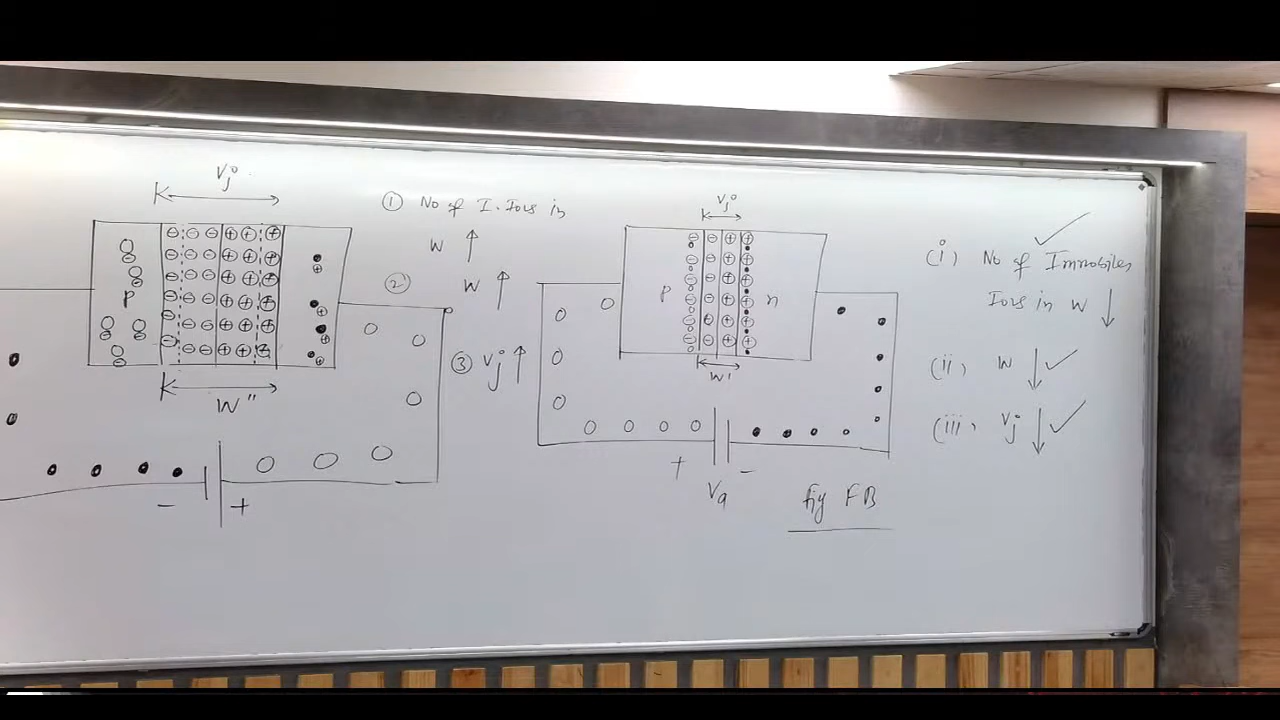 Vj°
① No of I. Ions in
W ↑
② W ↑
③ Vj° ↑
p
W"
- +
Vj°
p n
W'
+ -
Va
fig FB
(i) No of Immobiles
Ions in W ↓
(ii) W ↓ ✓
(iii) Vj° ↓ ✓